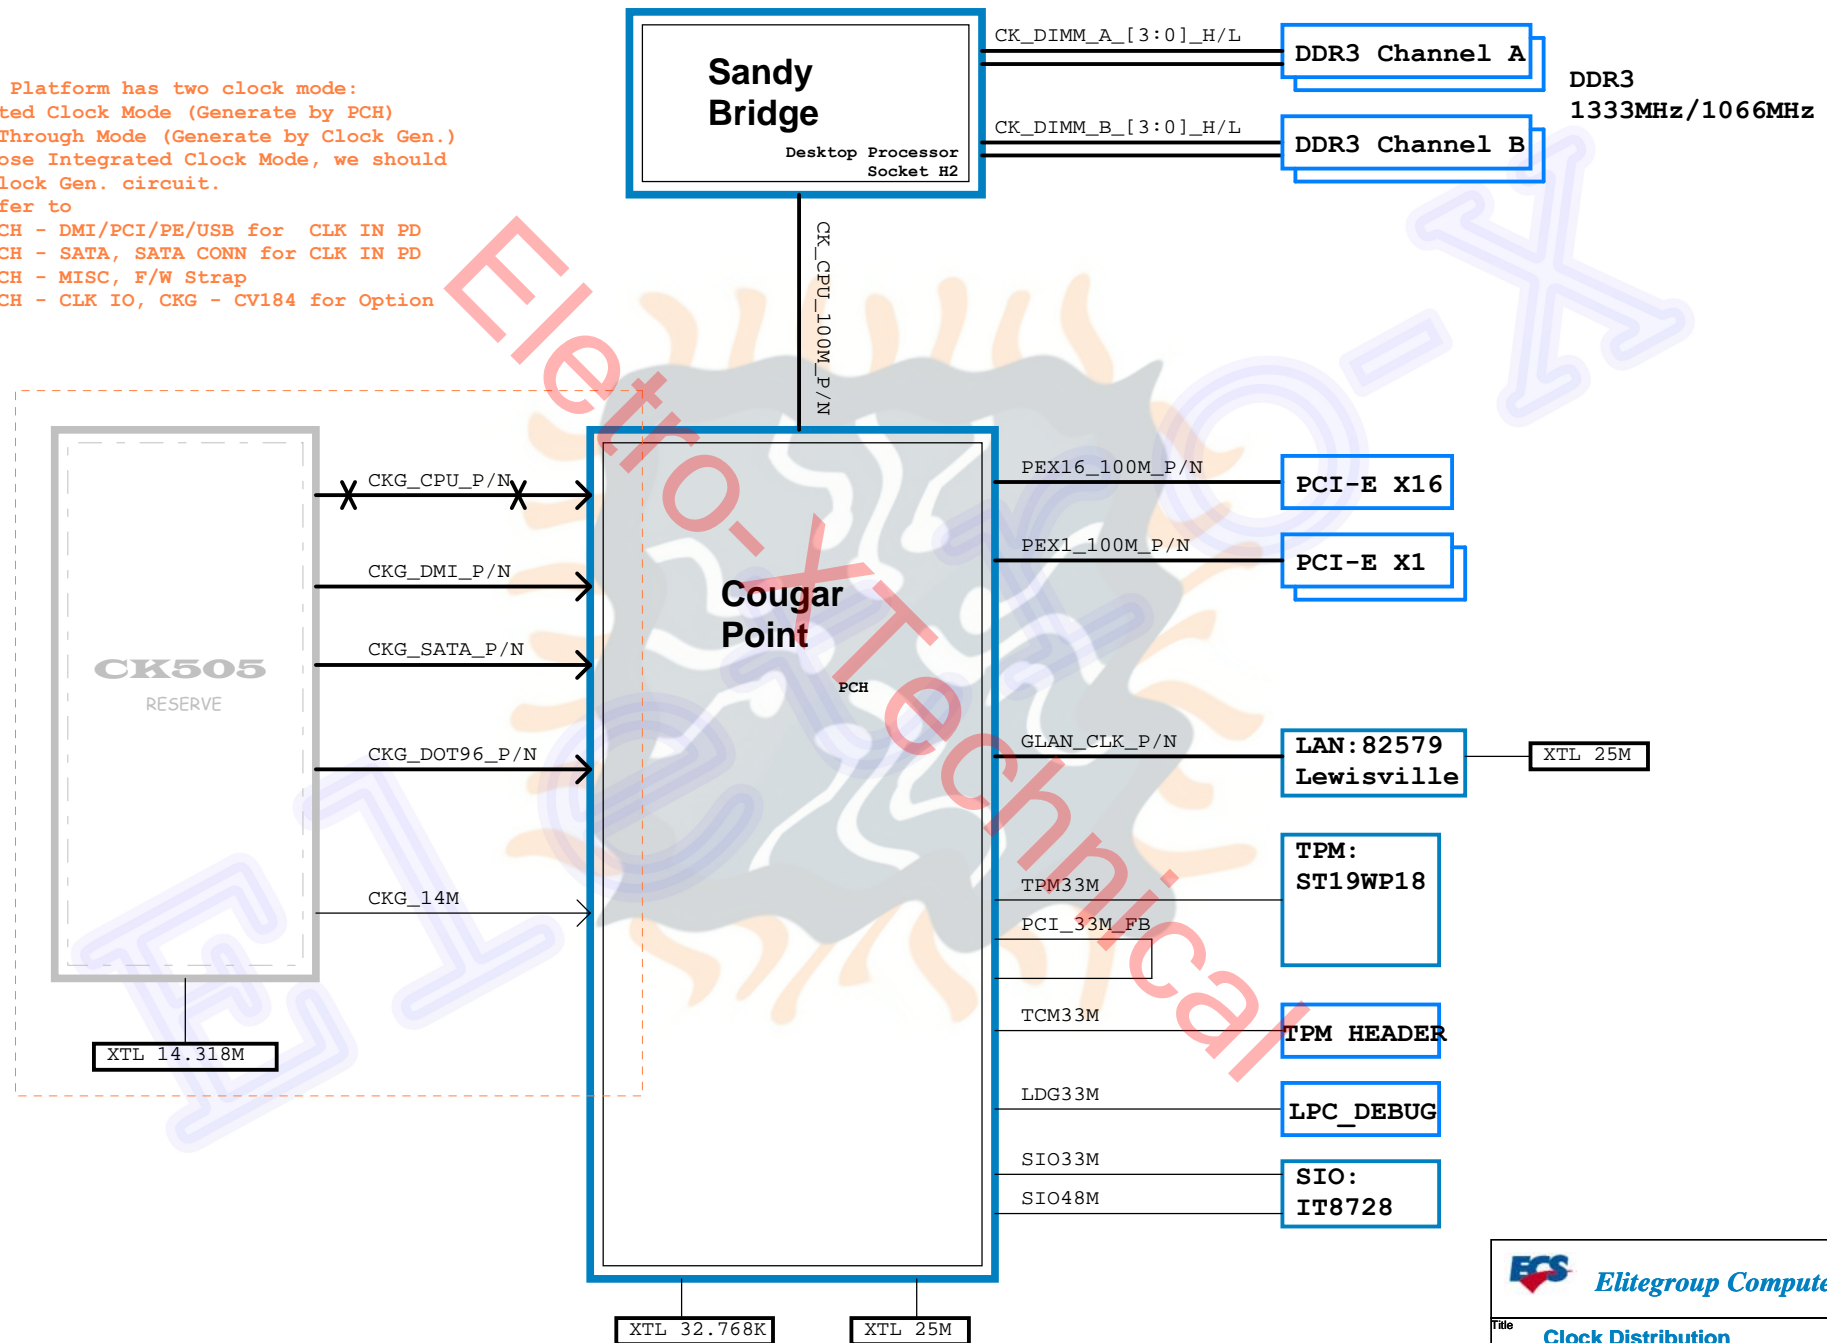 Platform has two clock mode:
ted Clock Mode (Generate by PCH)
Through Mode (Generate by Clock Gen.)
ose Integrated Clock Mode, we should
lock Gen. circuit.
fer to
CH - DMI/PCI/PE/USB for CLK IN PD
CH - SATA, SATA CONN for CLK IN PD
CH - MISC, F/W Strap
CH - CLK IO, CKG - CV184 for Option
Sandy
Bridge
Desktop Processor
Socket H2
CK_DIMM_A_[3:0]_H/L
DDR3 Channel A
CK_DIMM_B_[3:0]_H/L
DDR3 Channel B
DDR3
1333MHz/1066MHz
CK_CPU_100M_P/N
CK505
RESERVE
XTL 14.318M
CKG_CPU_P/N
CKG_DMI_P/N
CKG_SATA_P/N
CKG_DOT96_P/N
CKG_14M
Cougar
Point
PCH
PEX16_100M_P/N
PCI-E X16
PEX1_100M_P/N
PCI-E X1
GLAN_CLK_P/N
LAN:82579
Lewisville
XTL 25M
TPM33M
TPM:
ST19WP18
PCI_33M_FB
TCM33M
TPM HEADER
LDG33M
LPC_DEBUG
SIO33M
SIO48M
SIO:
IT8728
XTL 32.768K
XTL 25M
Eletro-XTechnical
Eletro-X
ECS
Elitegroup Compute
Title
Clock Distribution